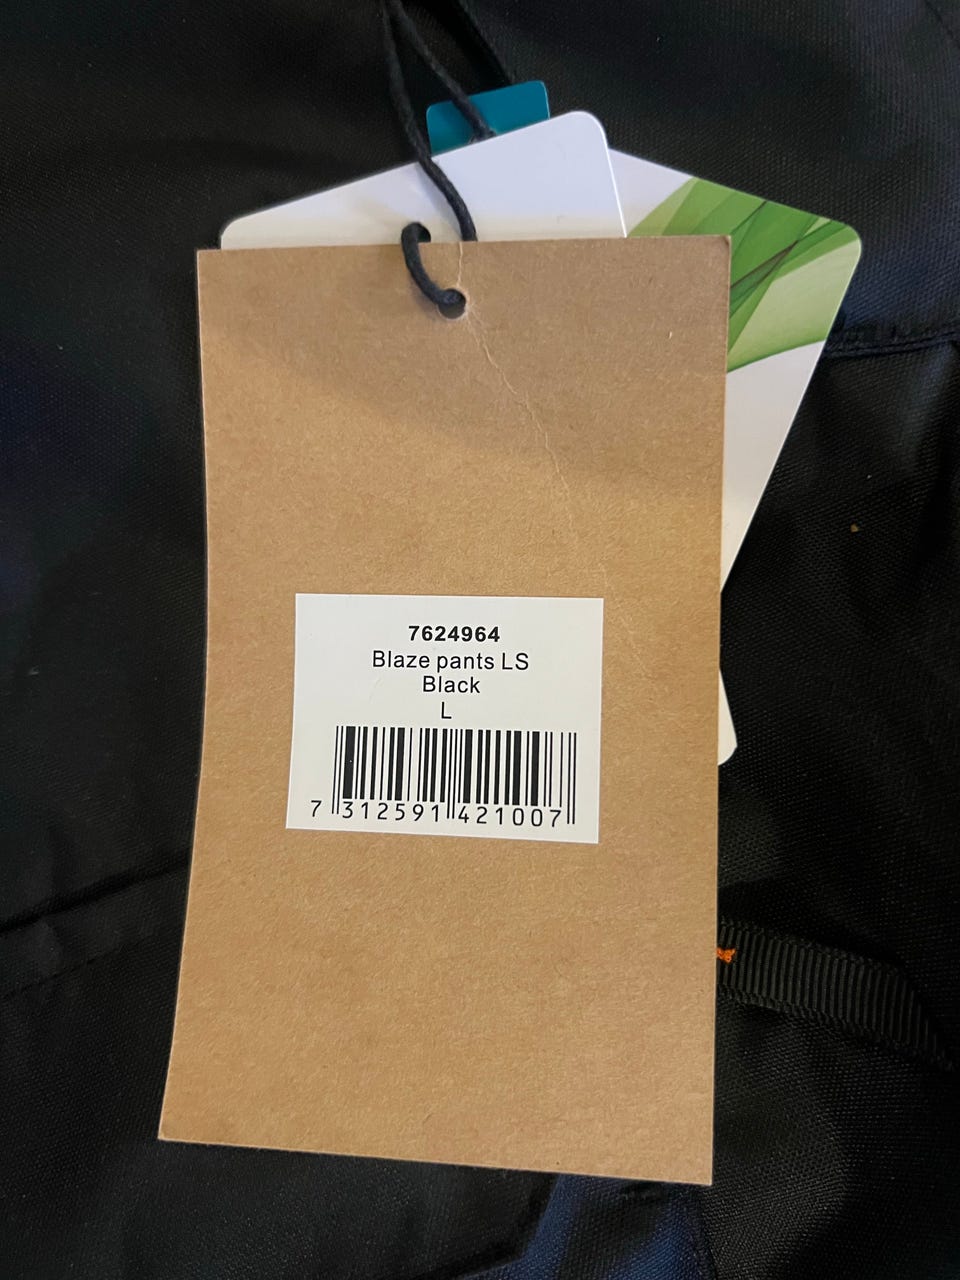 7624964
Blaze pants LS
Black
L
7 312591 421007